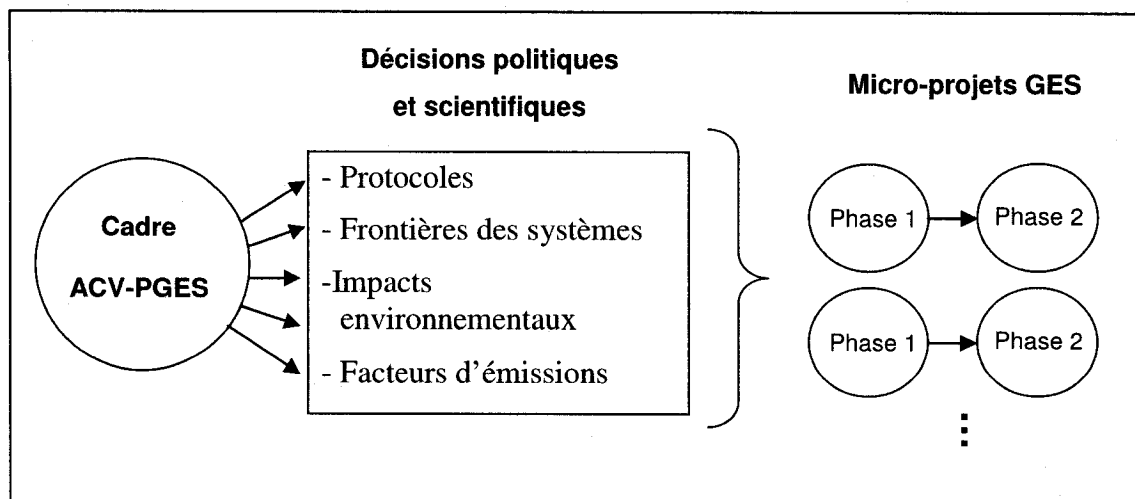 Décisions politiques
et scientifiques
Micro-projets GES
Cadre
ACV-PGES
- Protocoles
- Frontières des systèmes
-Impacts
environnementaux
- Facteurs d'émissions
Phase 1
Phase 2
Phase 1
Phase 2